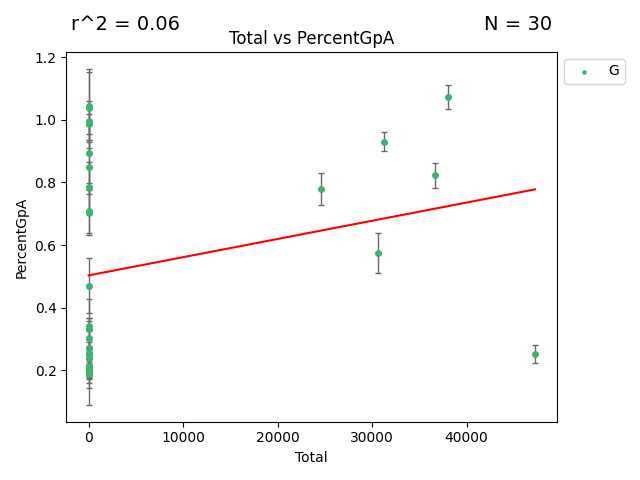 r^2 = 0.06
N = 30
Total vs PercentGpA
G
1.2
1.0
0.8
0.6
0.4
0.2
PercentGpA
0
10000
20000
30000
40000
Total